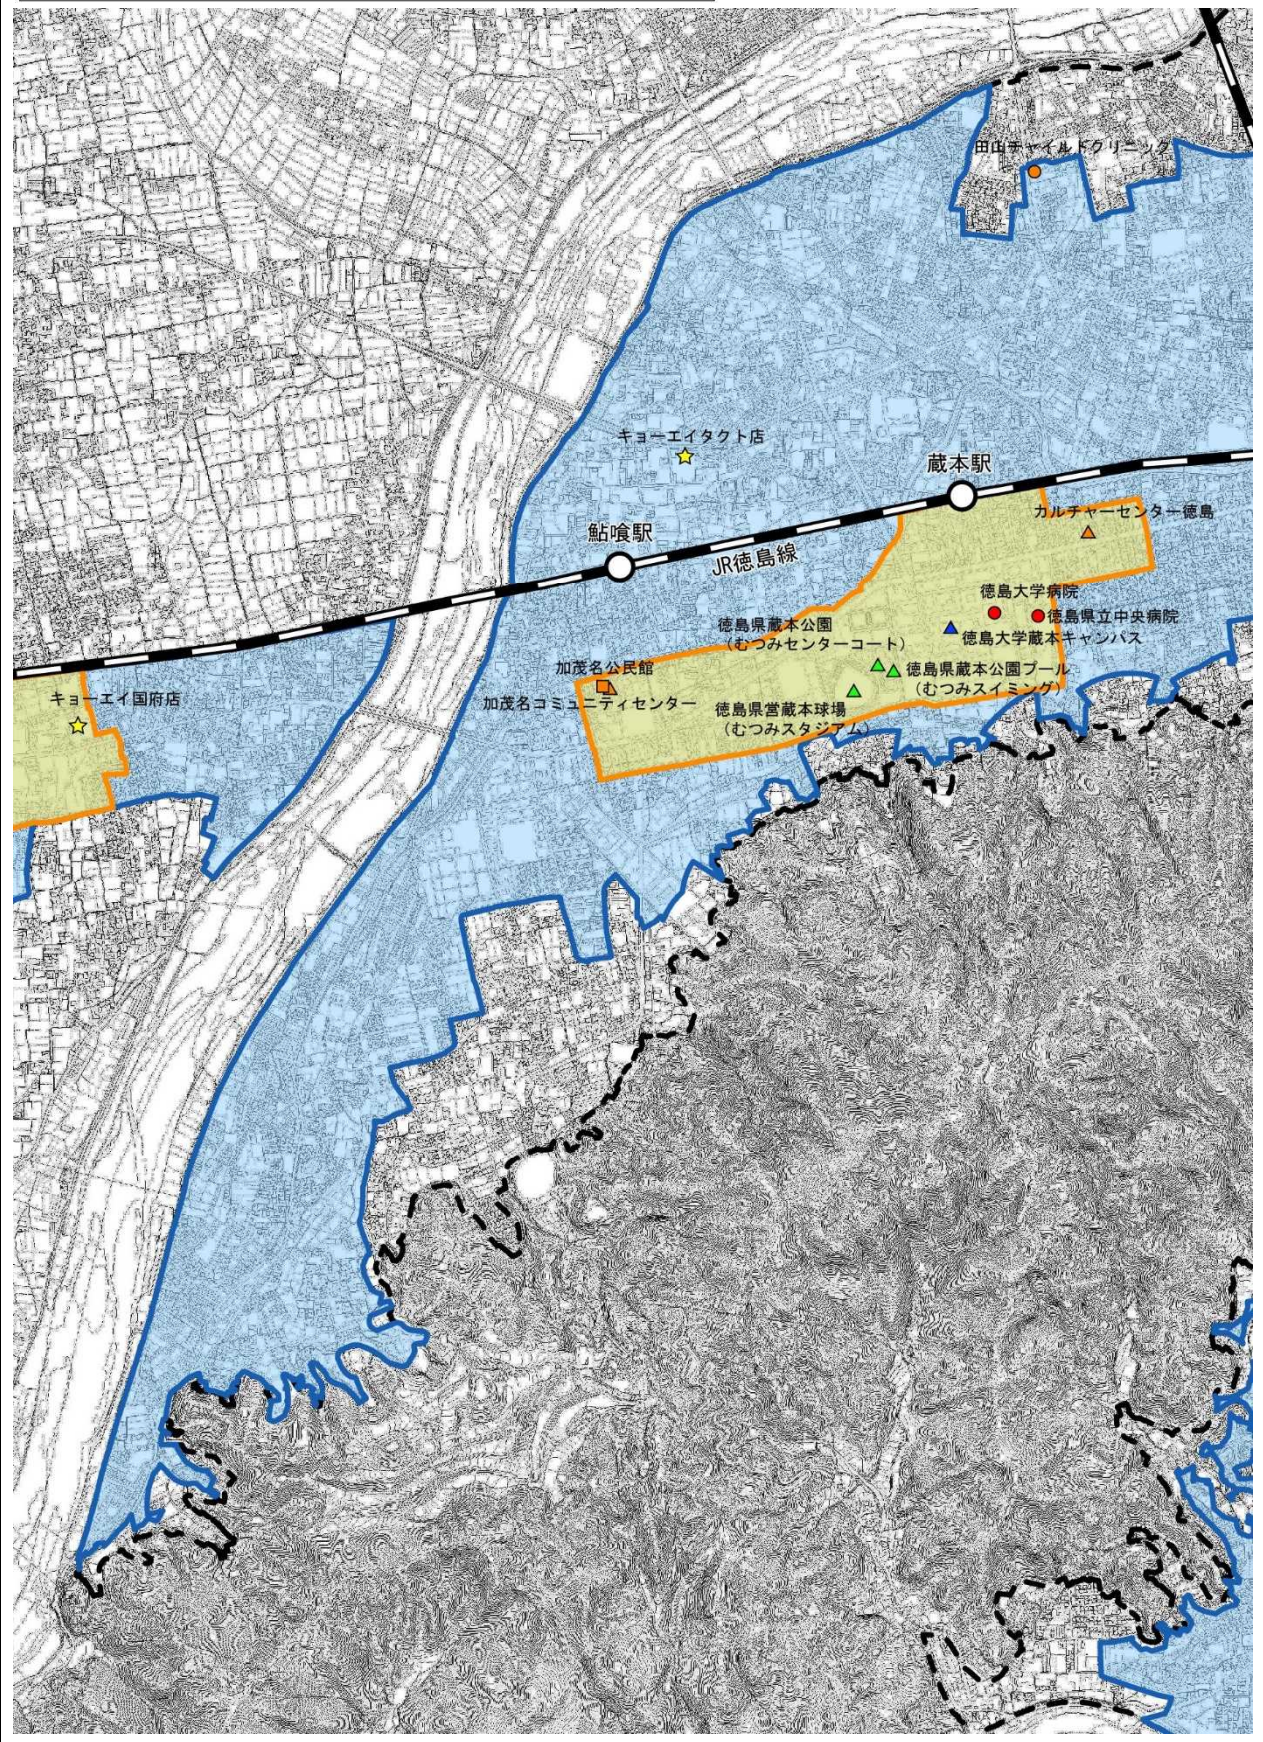 田山チャイルドクリニック
キョーエイタクト店
蔵本駅
カルチャーセンター徳島
鮎喰駅
JR徳島線
徳島大学病院
徳島県立中央病院
徳島県蔵本公園
（むつみセンターコート）
徳島大学蔵本キャンパス
加茂名公民館
徳島県蔵本公園プール
（むつみスイミング）
キョーエイ国府店
加茂名コミュニティセンター
徳島県営蔵本球場
（むつみスタジアム）